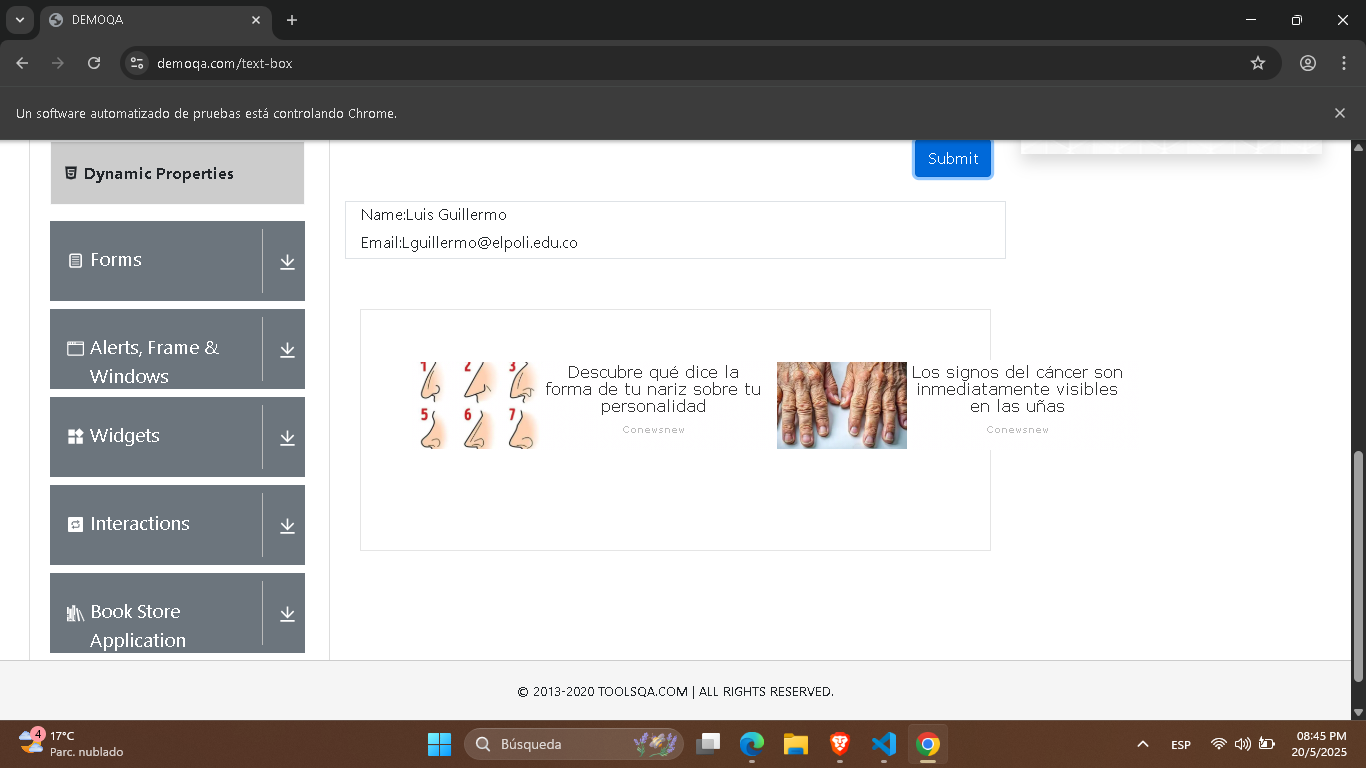 DEMOQA
demoqa.com/text-box
Un software automatizado de pruebas está controlando Chrome.
Dynamic Properties
Submit
Name:Luis Guillermo
Email:Lguillermo@elpoli.edu.co
Forms
Alerts, Frame &
Windows
Widgets
Interactions
Book Store
Application
1 2 3
5 6 7
Descubre qué dice la
forma de tu nariz sobre tu
personalidad
Conewsnew
Los signos del cáncer son
inmediatamente visibles
en las uñas
Conewsnew
© 2013-2020 TOOLSQA.COM | ALL RIGHTS RESERVED.
4
17°C
Parc. nublado
Búsqueda
ESP
08:45 PM
20/5/2025